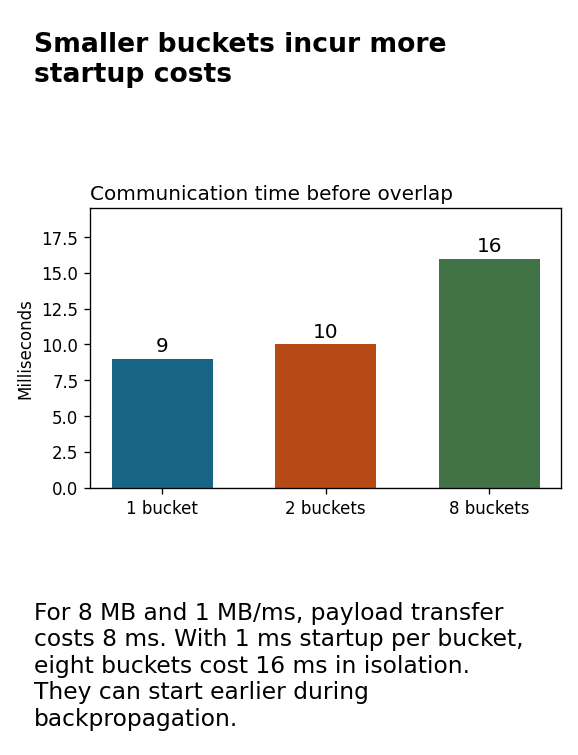 Smaller buckets incur more
startup costs
Communication time before overlap
17.5
15.0
12.5
10.0
7.5
5.0
2.5
0.0
Milliseconds
9
10
16
1 bucket
2 buckets
8 buckets
For 8 MB and 1 MB/ms, payload transfer
costs 8 ms. With 1 ms startup per bucket,
eight buckets cost 16 ms in isolation.
They can start earlier during
backpropagation.